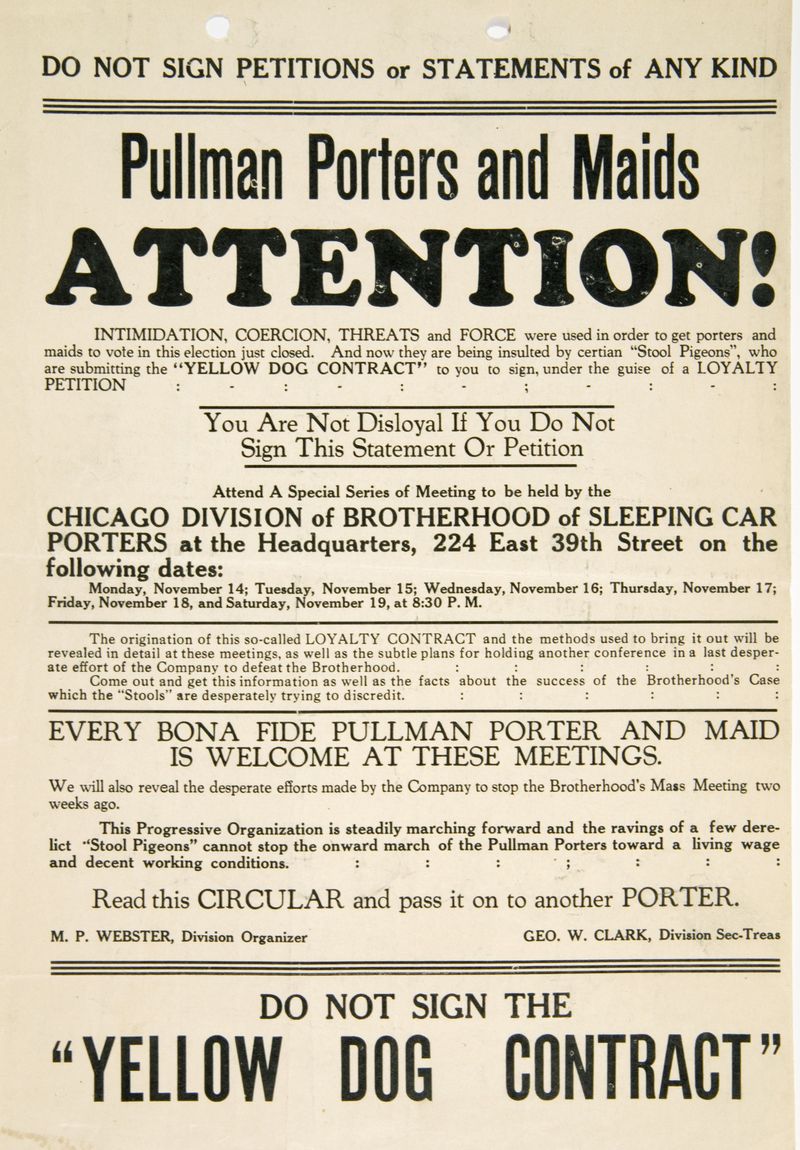 DO NOT SIGN PETITIONS or STATEMENTS of ANY KIND
Pullman Porters and Maids
ATTENTION!
INTIMIDATION, COERCION, THREATS and FORCE were used in order to get porters and
maids to vote in this election just closed. And now they are being insulted by certian "Stool Pigeons", who
are submitting the "YELLOW DOG CONTRACT" to you to sign, under the guise of a LOYALTY
PETITION : - : - : - ; - : - :
You Are Not Disloyal If You Do Not
Sign This Statement Or Petition
Attend A Special Series of Meeting to be held by the
CHICAGO DIVISION of BROTHERHOOD of SLEEPING CAR
PORTERS at the Headquarters, 224 East 39th Street on the
following dates:
Monday, November 14; Tuesday, November 15; Wednesday, November 16; Thursday, November 17;
Friday, November 18, and Saturday, November 19, at 8:30 P. M.
The origination of this so-called LOYALTY CONTRACT and the methods used to bring it out will be
revealed in detail at these meetings, as well as the subtle plans for holding another conference in a last desper-
ate effort of the Company to defeat the Brotherhood. : : : : : :
Come out and get this information as well as the facts about the success of the Brotherhood's Case
which the "Stools" are desperately trying to discredit. : : : : : :
EVERY BONA FIDE PULLMAN PORTER AND MAID
IS WELCOME AT THESE MEETINGS.
We will also reveal the desperate efforts made by the Company to stop the Brotherhood's Mass Meeting two
weeks ago.
This Progressive Organization is steadily marching forward and the ravings of a few dere-
lict "Stool Pigeons" cannot stop the onward march of the Pullman Porters toward a living wage
and decent working conditions. : : : ; : : :
Read this CIRCULAR and pass it on to another PORTER.
M. P. WEBSTER, Division Organizer
GEO. W. CLARK, Division Sec-Treas
DO NOT SIGN THE
"YELLOW DOG CONTRACT"